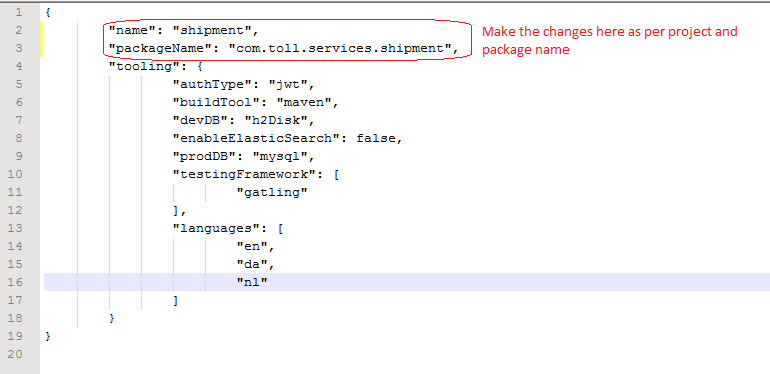 1 {
2 "name": "shipment",
3 "packageName": "com.toll.services.shipment",
Make the changes here as per project and
package name
4 "tooling": {
5 "authType": "jwt",
6 "buildTool": "maven",
7 "devDB": "h2Disk",
8 "enableElasticSearch": false,
9 "prodDB": "mysql",
10 "testingFramework": [
11 "gatling"
12 ],
13 "languages": [
14 "en",
15 "da",
16 "nl"
17 ]
18 }
19 }
20